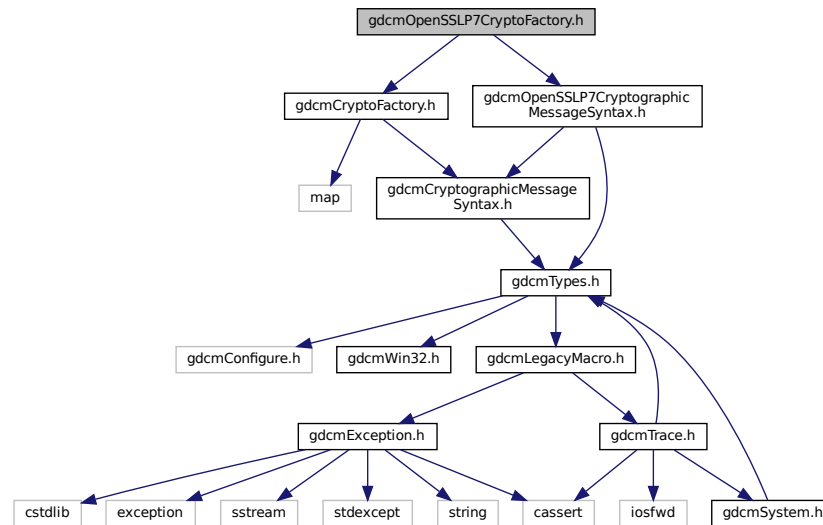 gdcmOpenSSLP7CryptoFactory.h
gdcmCryptoFactory.h
gdcmOpenSSLP7Cryptographic
MessageSyntax.h
map
gdcmCryptographicMessage
Syntax.h
gdcmTypes.h
gdcmConfigure.h
gdcmWin32.h
gdcmLegacyMacro.h
gdcmException.h
gdcmTrace.h
cstdlib
exception
sstream
stdexcept
string
cassert
iosfwd
gdcmSystem.h